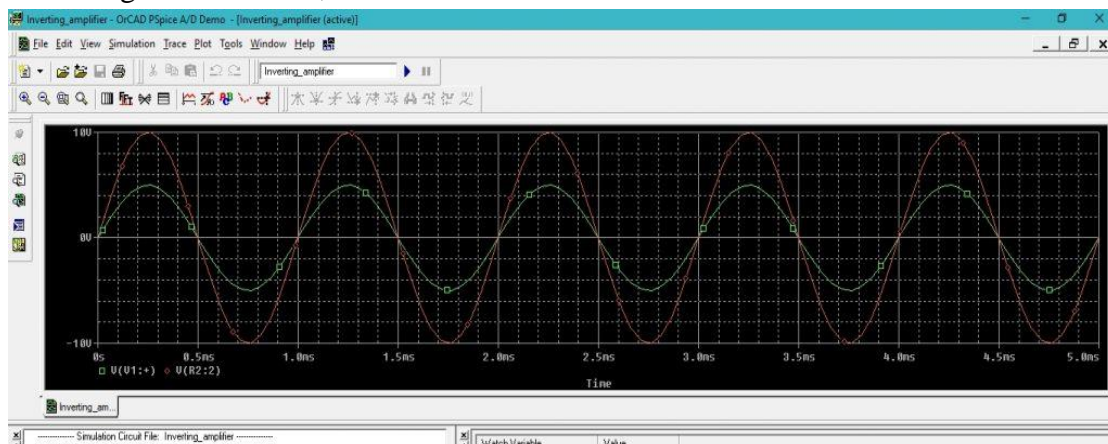 Inverting_amplifier - OrCAD PSpice A/D Demo - [Inverting_amplifier (active)]
File Edit View Simulation Trace Plot Tools Window Help
Inverting_amplifier
10V
0V
-10V
0s 0.5ms 1.0ms 1.5ms 2.0ms 2.5ms 3.0ms 3.5ms 4.0ms 4.5ms 5.0ms
V(V1:+) V(R2:2)
Time
Inverting_am...
-------------- Simulation Circuit File: Inverting_amplifier --------------
Watch Variable Value